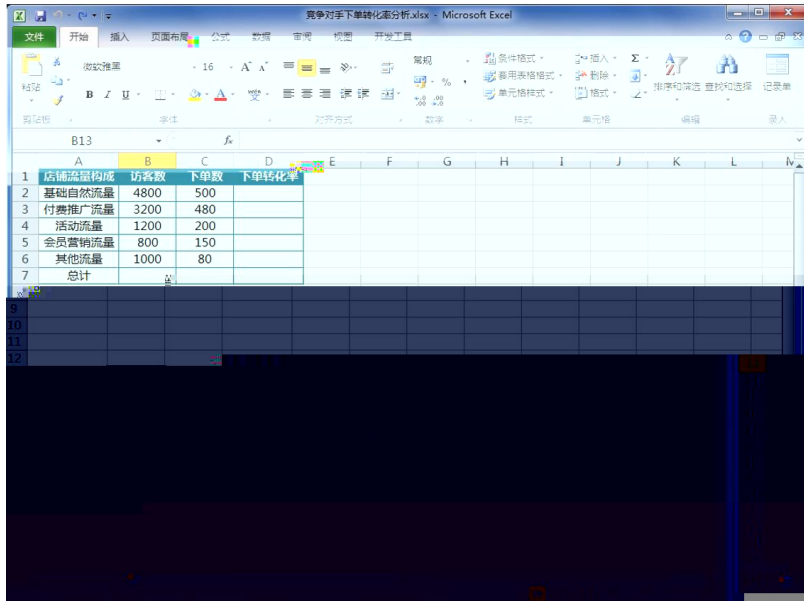 竞争对手下单转化率分析.xlsx - Microsoft Excel
文件 开始 插入 页面布局 公式 数据 审阅 视图 开发工具
粘贴 微软雅黑 16 A A 常规 条件格式 插入 Σ
B I U A % 套用表格格式 删除 排序和筛选 查找和选择 记录单
单元格样式 格式
剪贴板 字体 对齐方式 数字 样式 单元格 编辑 录入
B13 fx
A B C D E F G H I J K L
1 店铺流量构成 访客数 下单数 下单转化率
2 基础自然流量 4800 500
3 付费推广流量 3200 480
4 活动流量 1200 200
5 会员营销流量 800 150
6 其他流量 1000 80
7 总计
9
10
11
12